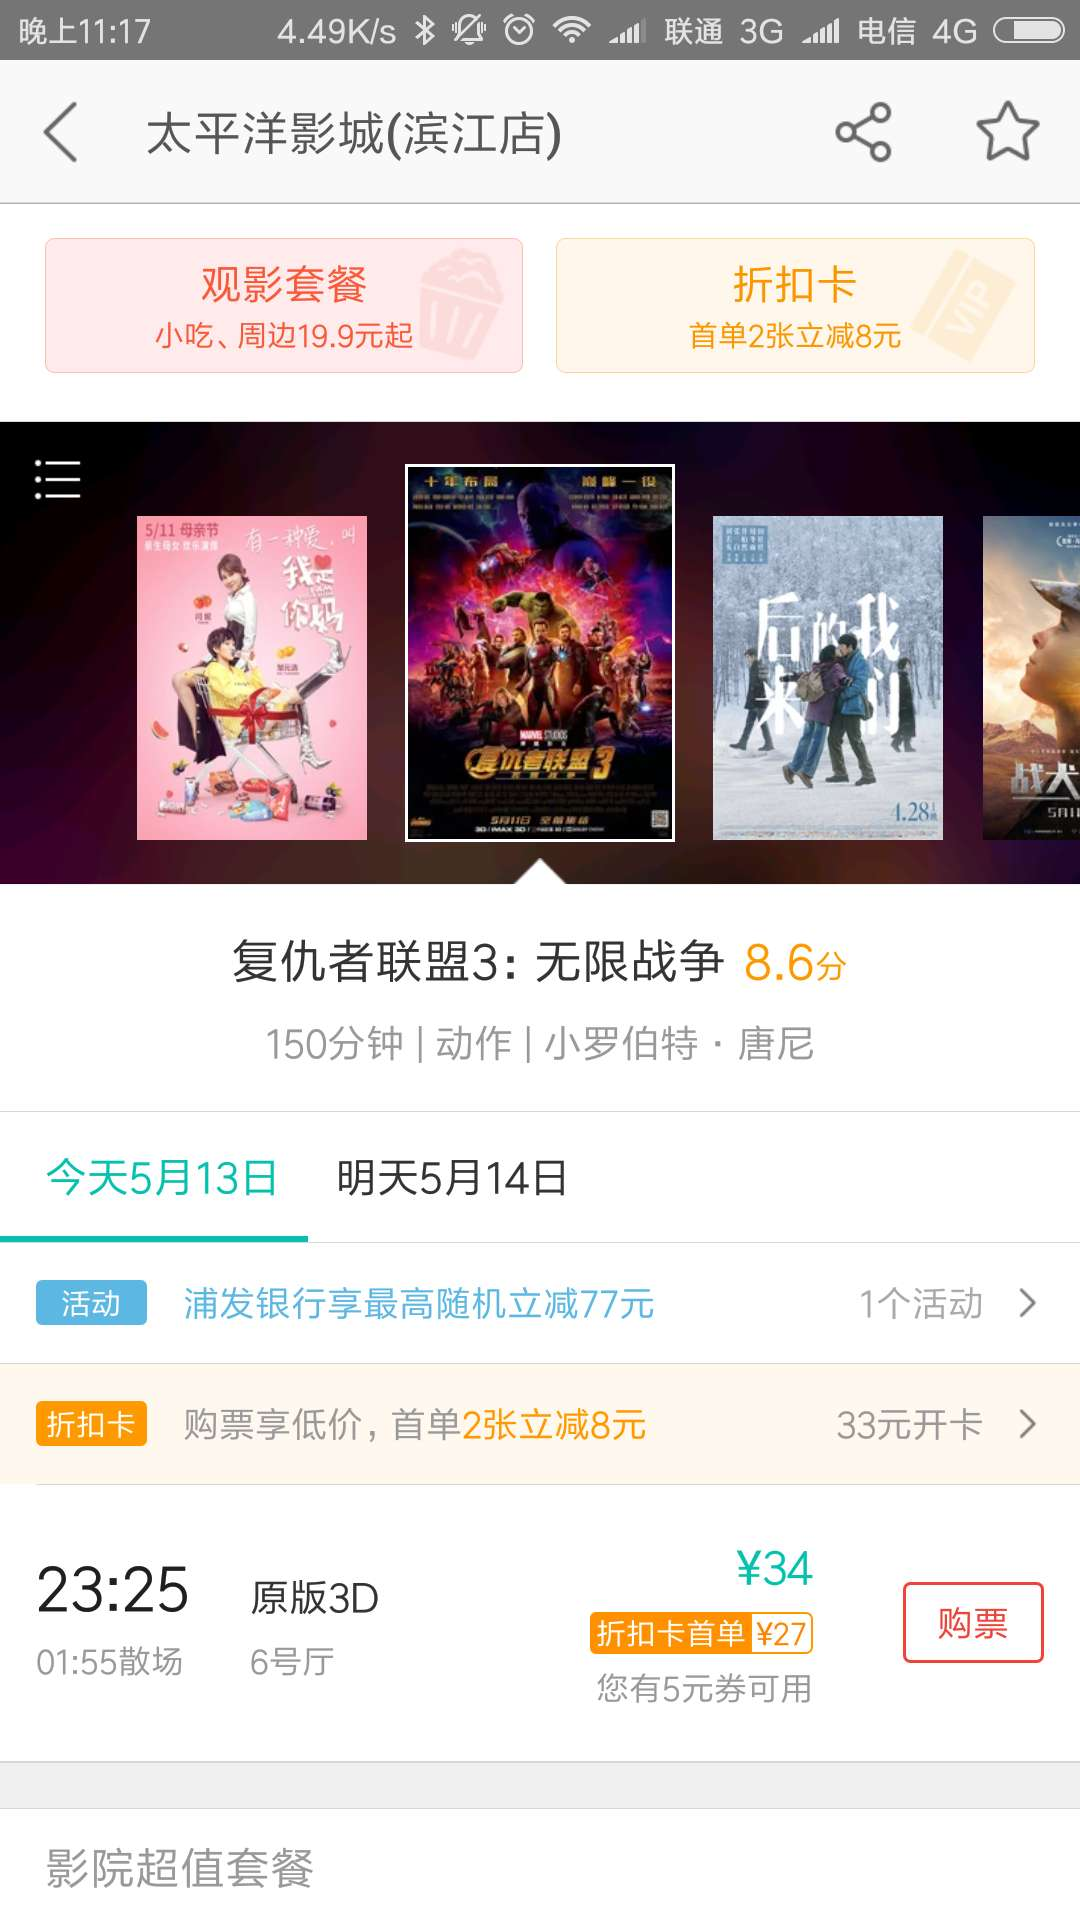 晚上11:17
4.49K/s
联通 3G
电信 4G
太平洋影城(滨江店)
观影套餐
小吃、周边19.9元起
折扣卡
首单2张立减8元
VIP
5/11 母亲节
有一种爱,叫
我是
你妈
十年布局
巅峰一役
MARVEL STUDIOS
复仇者联盟3
5月11日
后来的我们
4.28
战犬
复仇者联盟3：无限战争 8.6分
150分钟 | 动作 | 小罗伯特 · 唐尼
今天5月13日
明天5月14日
活动
浦发银行享最高随机立减77元
1个活动
折扣卡
购票享低价，首单2张立减8元
33元开卡
23:25
原版3D
¥34
折扣卡首单 ¥27
购票
01:55散场
6号厅
您有5元券可用
影院超值套餐